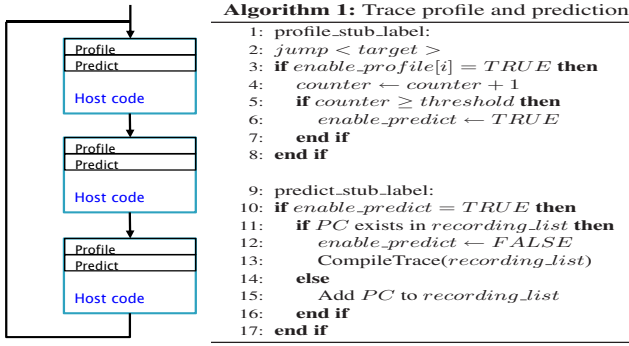 Profile
Predict
Host code
Profile
Predict
Host code
Profile
Predict
Host code
Algorithm 1: Trace profile and prediction
1: profile_stub_label:
2: jump < target >
3: if enable_profile[i] = TRUE then
4: counter ← counter + 1
5: if counter ≥ threshold then
6: enable_predict ← TRUE
7: end if
8: end if
9: predict_stub_label:
10: if enable_predict = TRUE then
11: if PC exists in recording_list then
12: enable_predict ← FALSE
13: CompileTrace(recording_list)
14: else
15: Add PC to recording_list
16: end if
17: end if